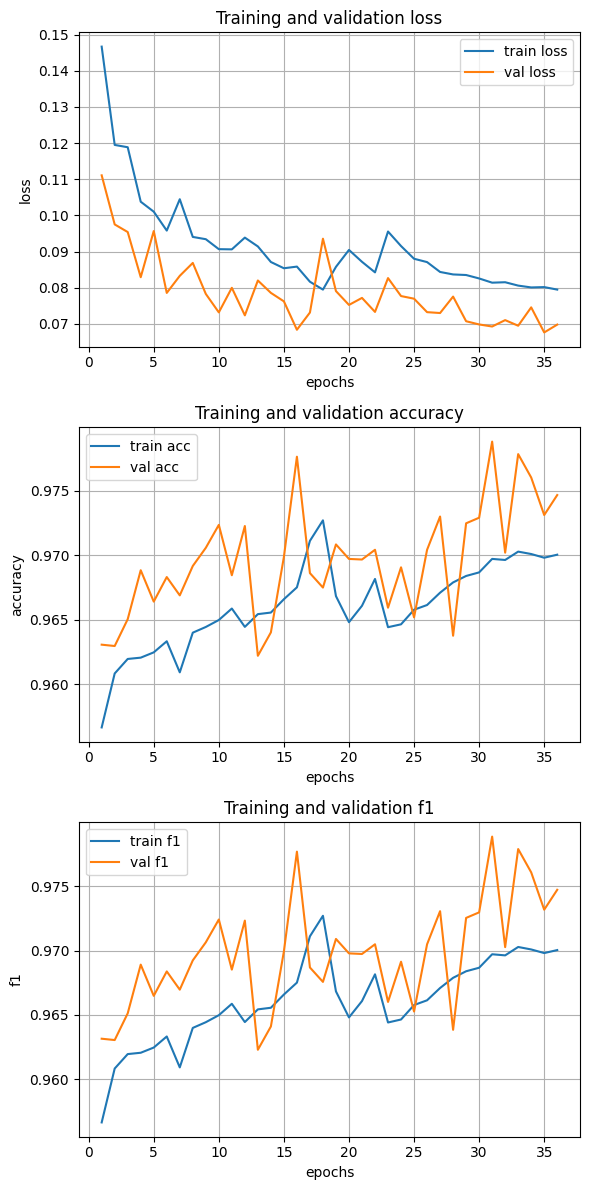 Training and validation loss
0.15
0.14
0.13
0.12
0.11
0.10
0.09
0.08
0.07
loss
train loss
val loss
0 5 10 15 20 25 30 35
epochs
Training and validation accuracy
0.975
0.970
0.965
0.960
accuracy
train acc
val acc
0 5 10 15 20 25 30 35
epochs
Training and validation f1
0.975
0.970
0.965
0.960
f1
train f1
val f1
0 5 10 15 20 25 30 35
epochs